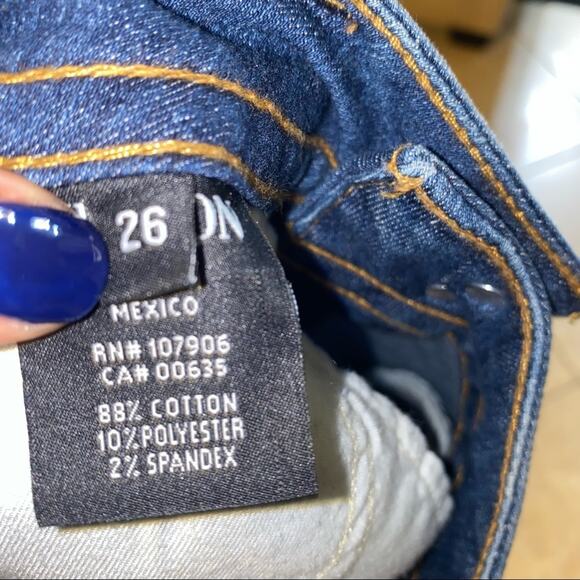 26
MEXICO
RN# 107906
CA# 00635
88% COTTON
10% POLYESTER
2% SPANDEX